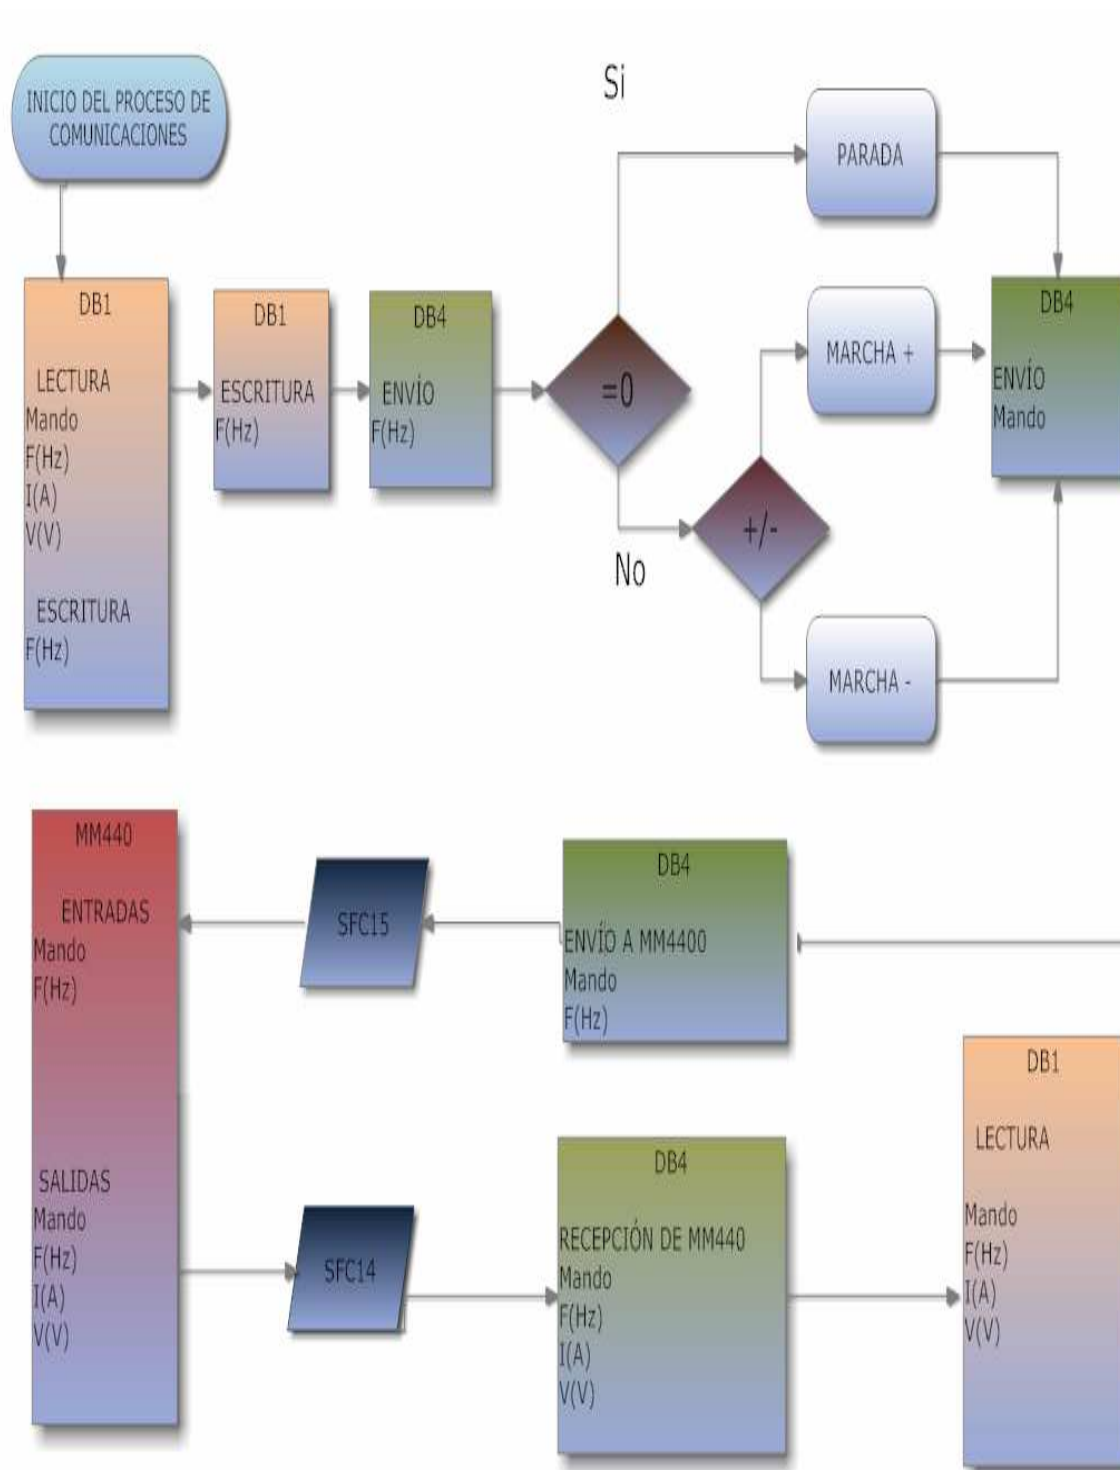 INICIO DEL PROCESO DE
COMUNICACIONES
DB1
LECTURA
Mando
F(Hz)
I(A)
V(V)
ESCRITURA
F(Hz)
DB1
ESCRITURA
F(Hz)
DB4
ENVÍO
F(Hz)
=0
Si
No
PARADA
+/-
MARCHA +
MARCHA -
DB4
ENVÍO
Mando
DB4
ENVÍO A MM4400
Mando
F(Hz)
SFC15
MM440
ENTRADAS
Mando
F(Hz)
SALIDAS
Mando
F(Hz)
I(A)
V(V)
SFC14
DB4
RECEPCIÓN DE MM440
Mando
F(Hz)
I(A)
V(V)
DB1
LECTURA
Mando
F(Hz)
I(A)
V(V)